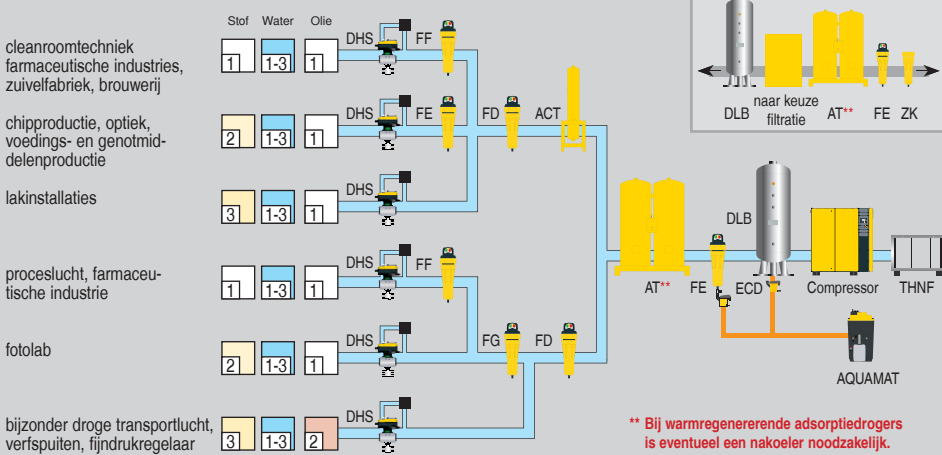 Stof Water Olie
cleanroomtechniek
farmaceutische industries,
zuivelfabriek, brouwerij
1 1-3 1 DHS FF
chipproductie, optiek,
voedings- en genotmid-
delenproductie
2 1-3 1 DHS FE FD ACT
lakinstallaties
3 1-3 1 DHS
proceslucht, farmaceu-
tische industrie
1 1-3 1 DHS FF
fotolab
2 1-3 1 DHS FG FD
bijzonder droge transportlucht,
verfspuiten, fijndrukregelaar
3 1-3 2 DHS
DLB naar keuze
filtratie AT** FE ZK
DLB
AT** FE ECD Compressor THNF
AQUAMAT
** Bij warmregenererende adsorptiedrogers
is eventueel een nakoeler noodzakelijk.